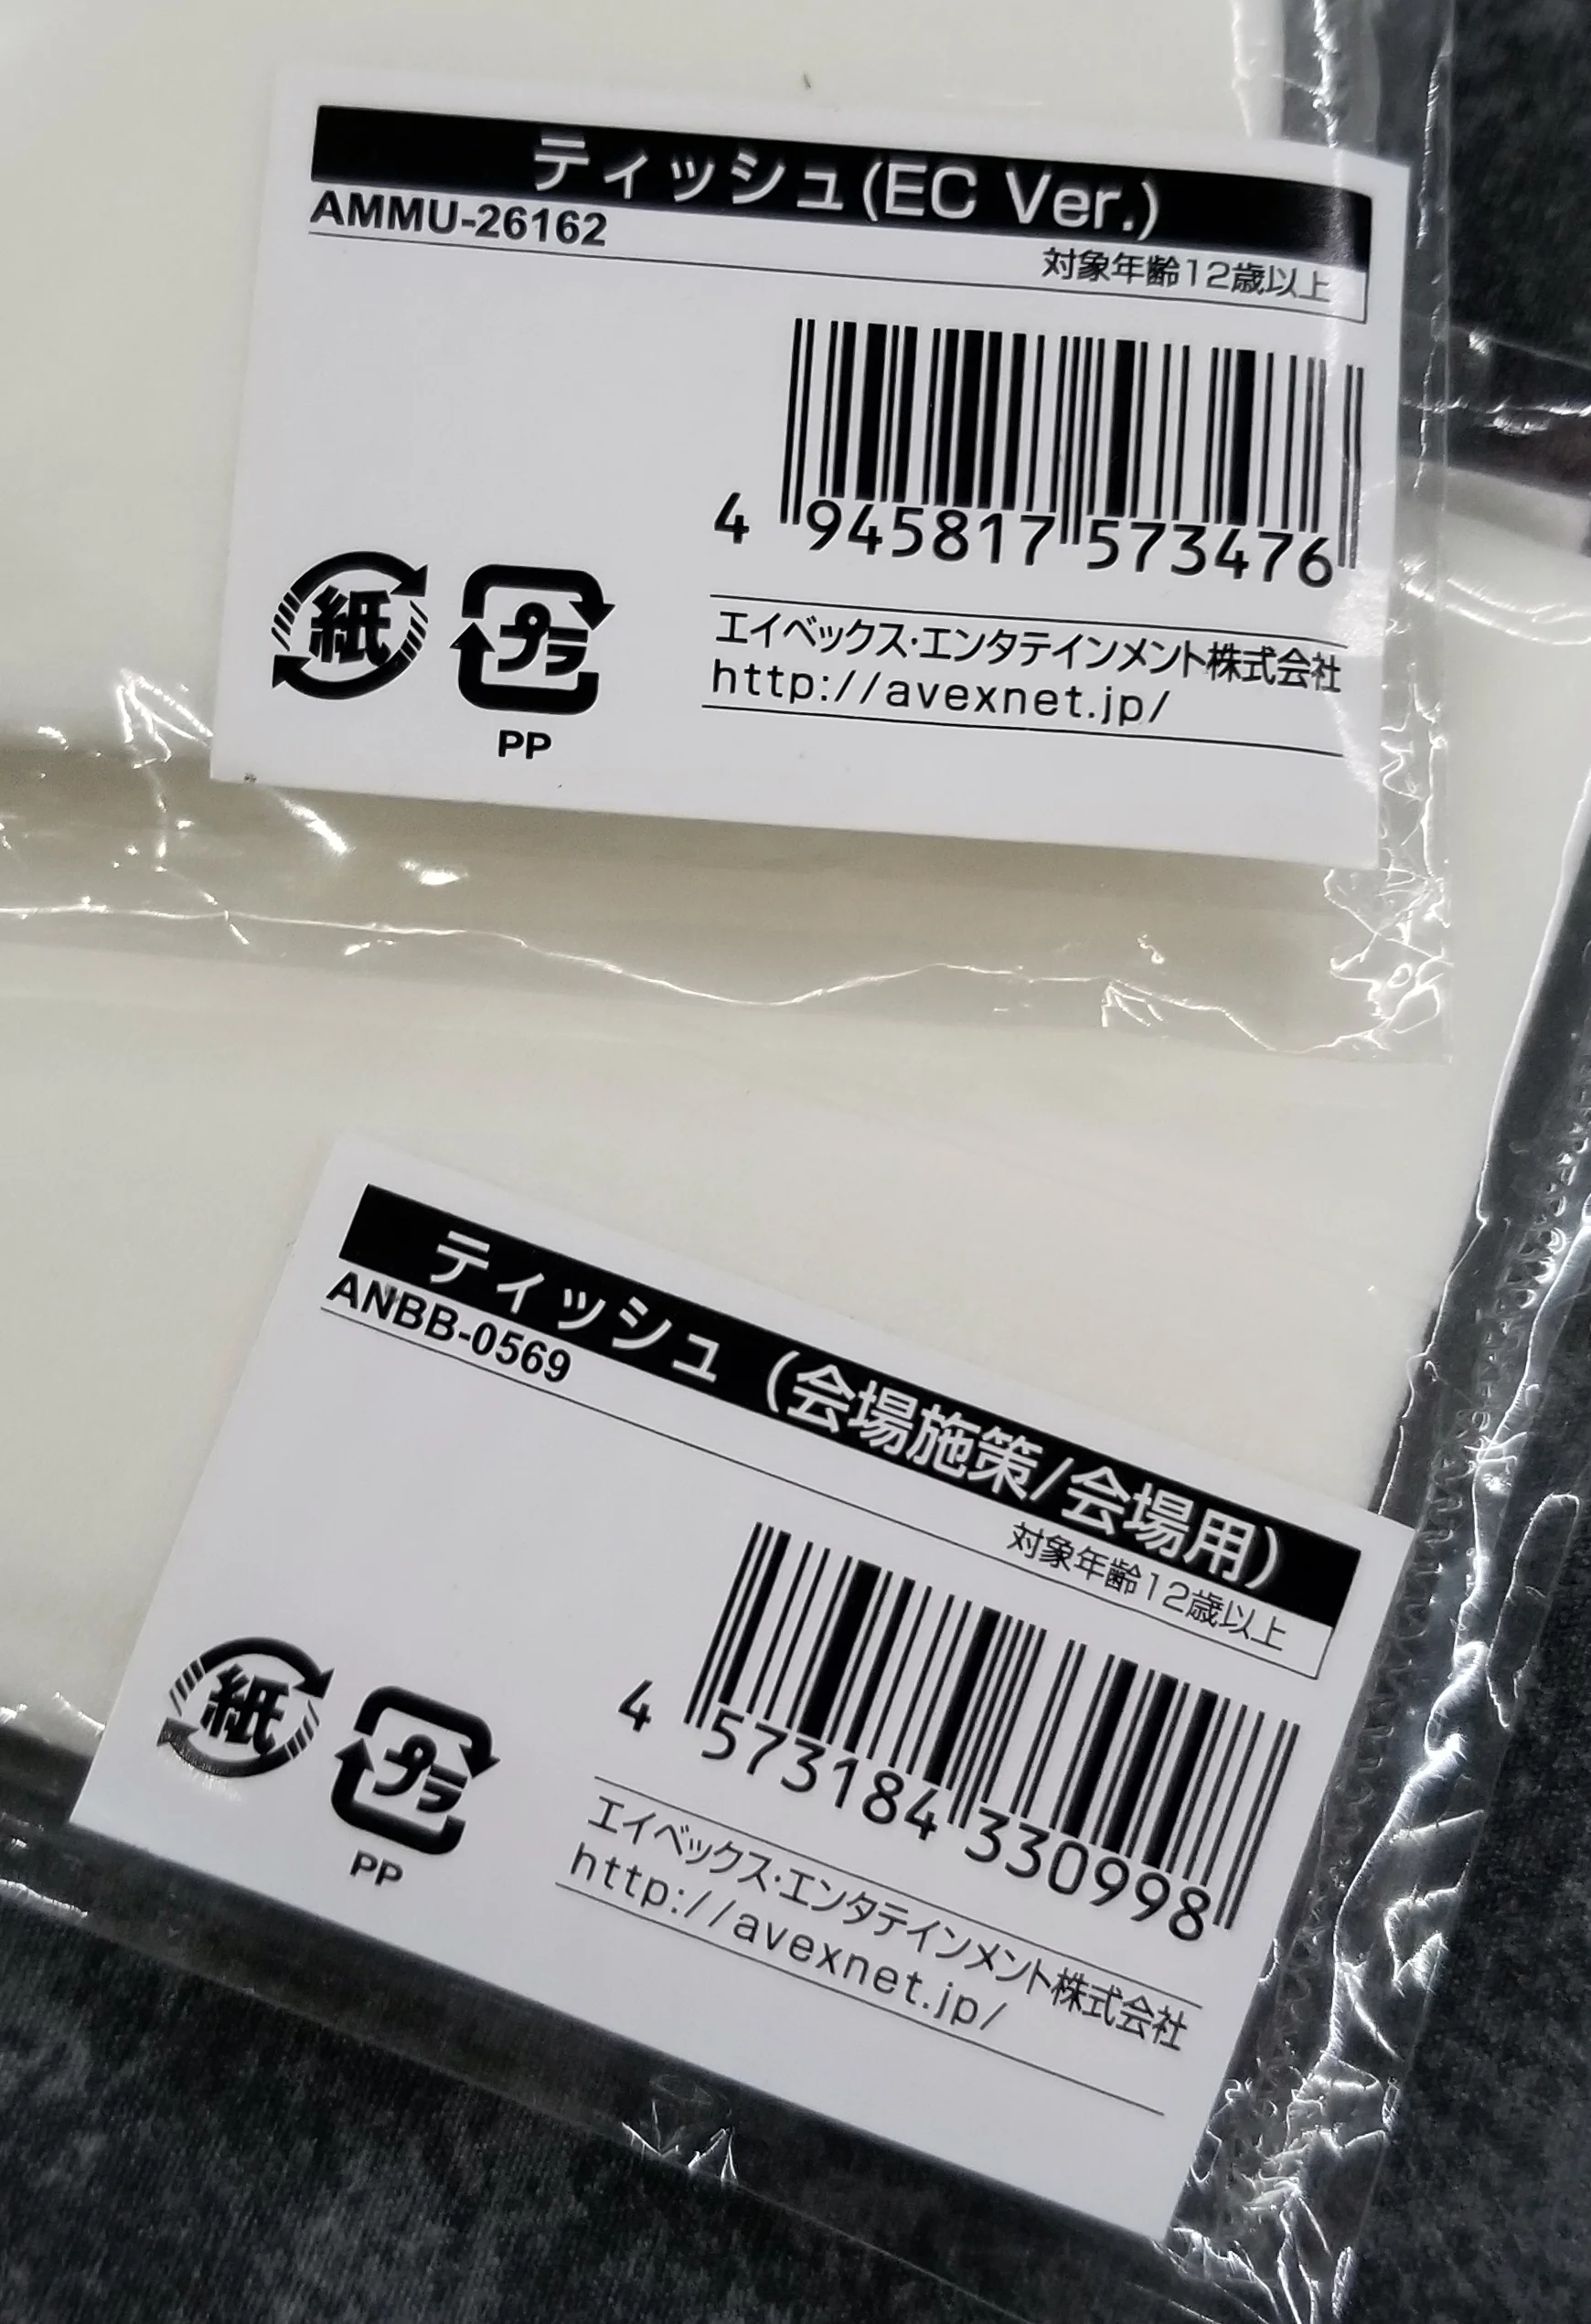 ティッシュ(EC Ver.)
AMMU-26162
対象年齢12歳以上
4 945817 573476
紙
プラ
PP
エイベックス・エンタテインメント株式会社
http://avexnet.jp/
ティッシュ（会場施策/会場用）
ANBB-0569
対象年齢12歳以上
4 573184 330998
紙
プラ
PP
エイベックス・エンタテインメント株式会社
http://avexnet.jp/